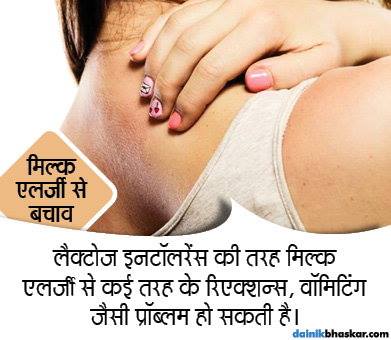 मिल्क
एलर्जी से
बचाव
लैक्टोज इनटॉलरेंस की तरह मिल्क
एलर्जी से कई तरह के रिएक्शन्स, वॉमिटिंग
जैसी प्रॉब्लम हो सकती है।
dainikbhaskar.com